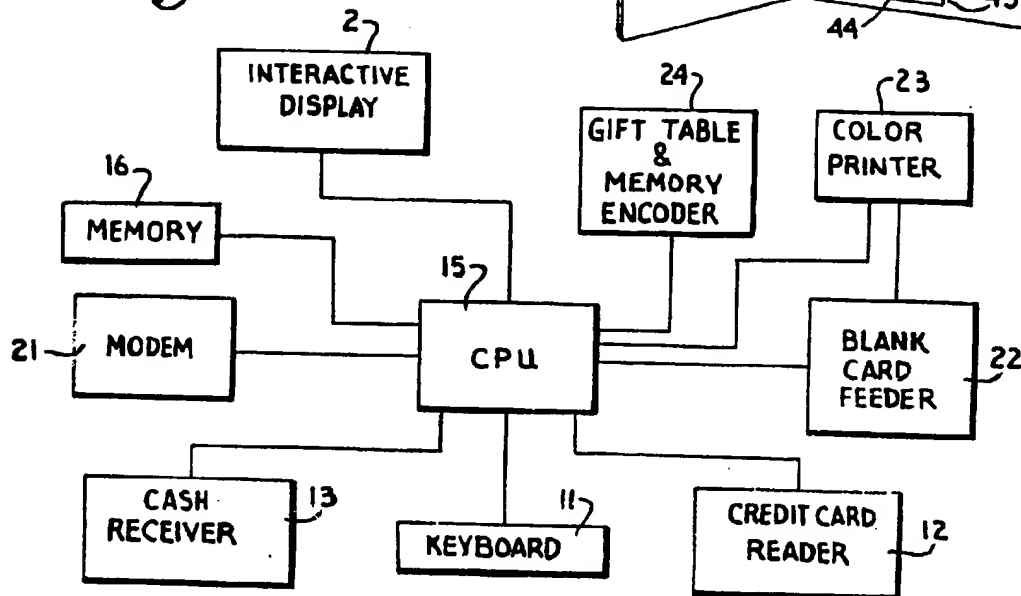 43
44
2
INTERACTIVE
DISPLAY
24
GIFT TABLE
&
MEMORY
ENCODER
23
COLOR
PRINTER
16
MEMORY
15
CPU
21
MODEM
BLANK
CARD
FEEDER
22
CASH
RECEIVER
13
11
KEYBOARD
CREDIT CARD
READER
12